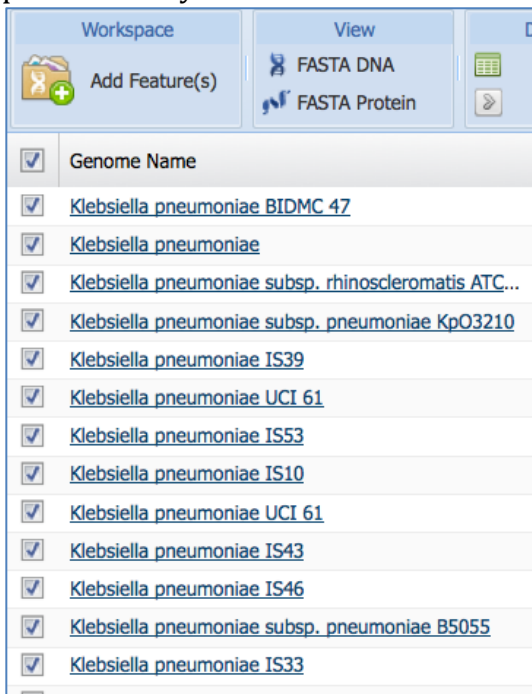 Workspace View D
Add Feature(s) FASTA DNA
FASTA Protein
Genome Name
Klebsiella pneumoniae BIDMC 47
Klebsiella pneumoniae
Klebsiella pneumoniae subsp. rhinoscleromatis ATC...
Klebsiella pneumoniae subsp. pneumoniae KpO3210
Klebsiella pneumoniae IS39
Klebsiella pneumoniae UCI 61
Klebsiella pneumoniae IS53
Klebsiella pneumoniae IS10
Klebsiella pneumoniae UCI 61
Klebsiella pneumoniae IS43
Klebsiella pneumoniae IS46
Klebsiella pneumoniae subsp. pneumoniae B5055
Klebsiella pneumoniae IS33